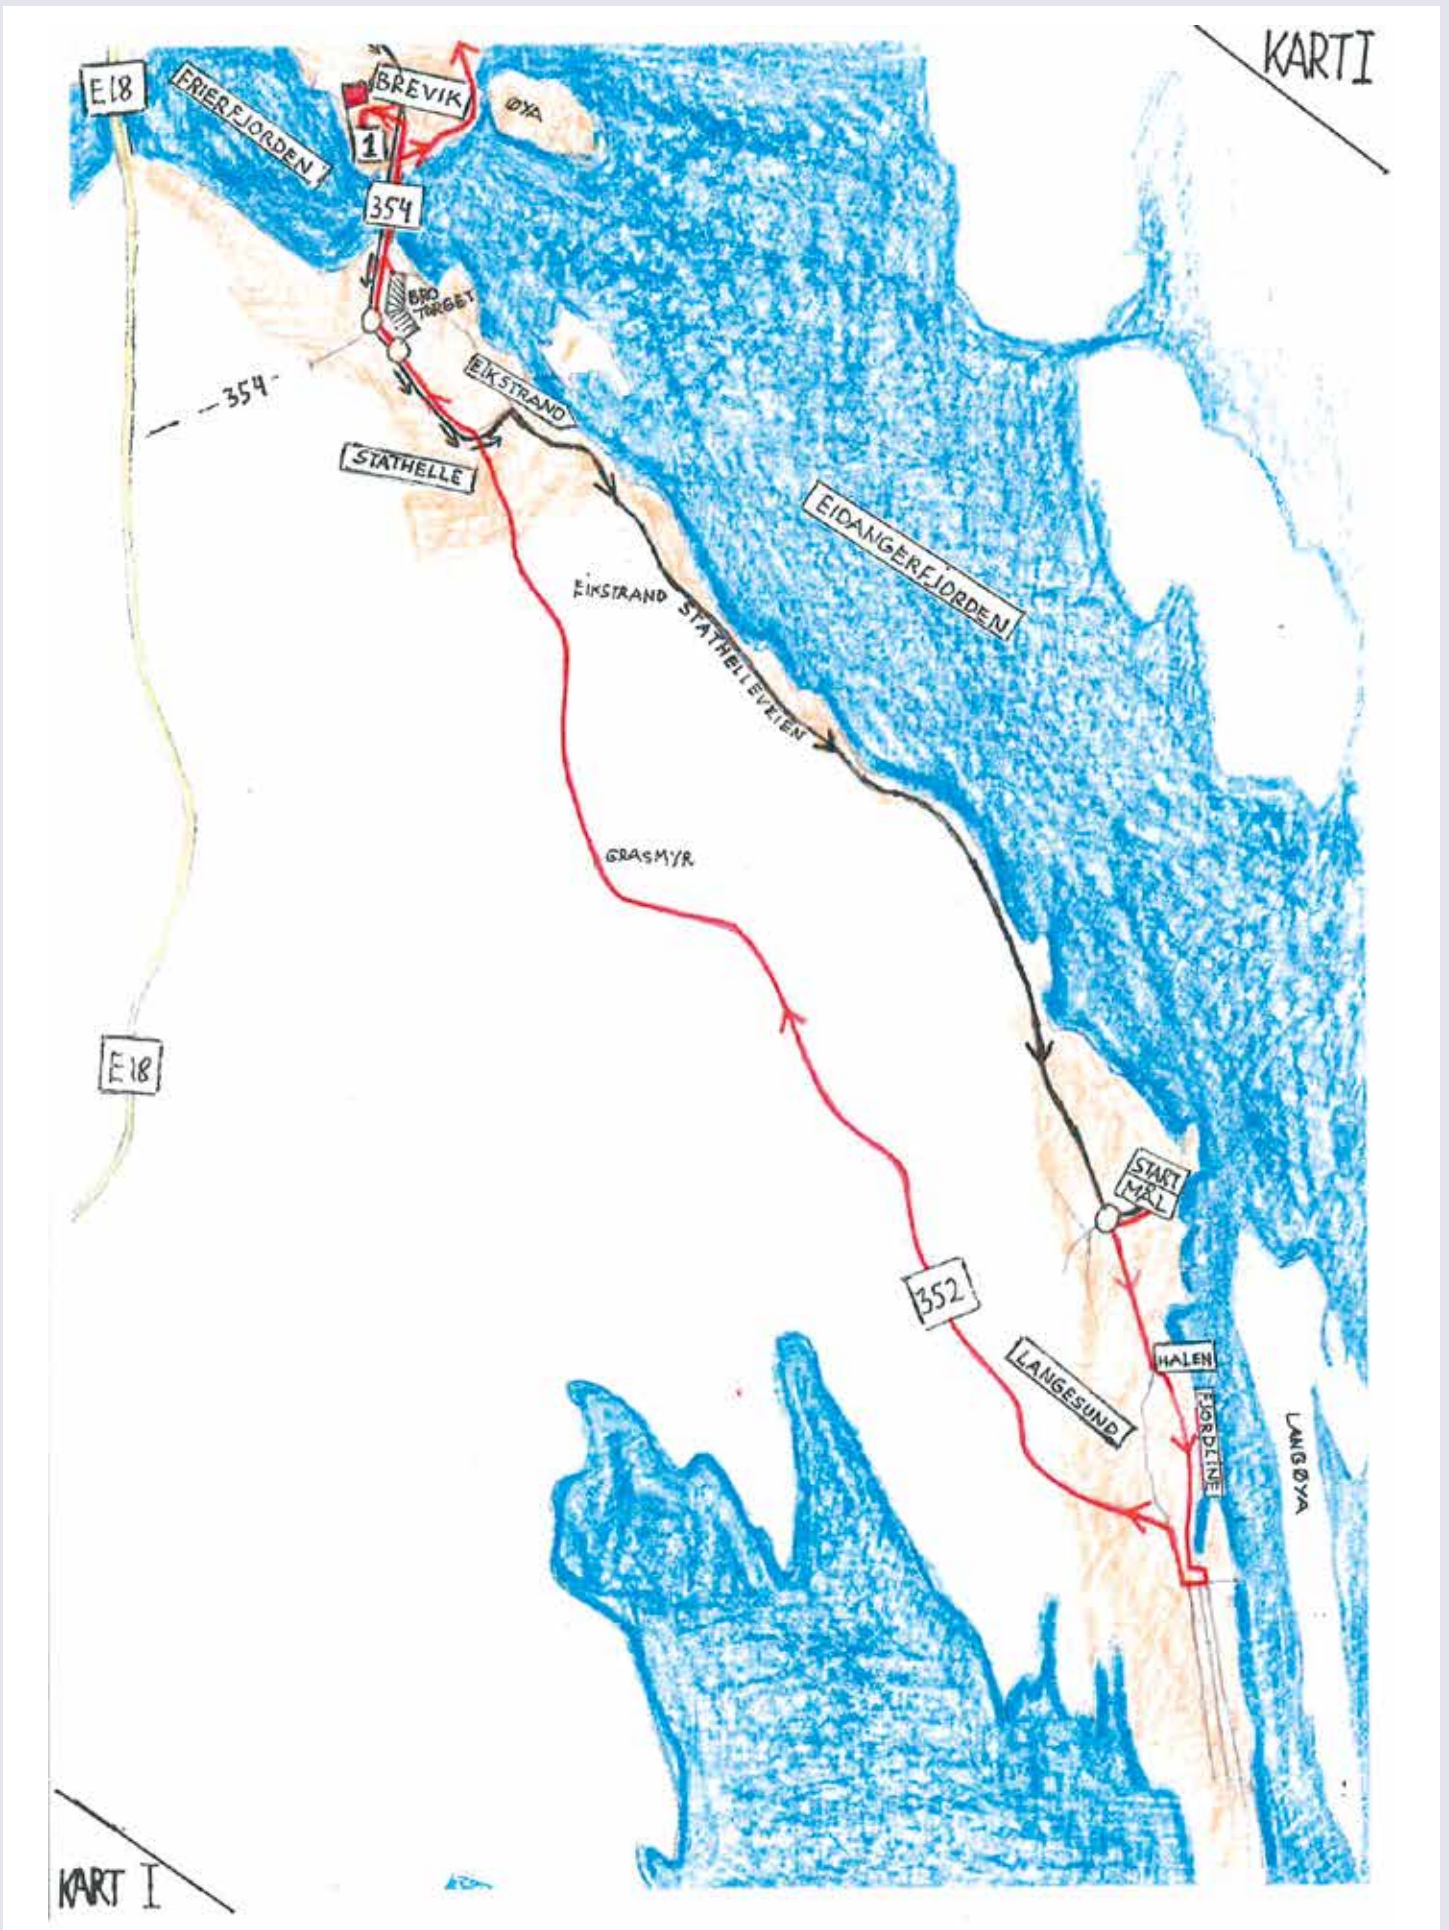 KART I
E18
FRIERFJORDEN
BREVIK
ØYA
1
354
BRO
TORGET
- - 354 -
EIKSTRAND
STATHELLE
EIDANGERFJORDEN
EIKSTRAND STATHELLEVEIEN
GRASMYR
E18
START
MÅL
352
HALEN
LANGESUND
FJORDLINE
LANGØYA
KART I